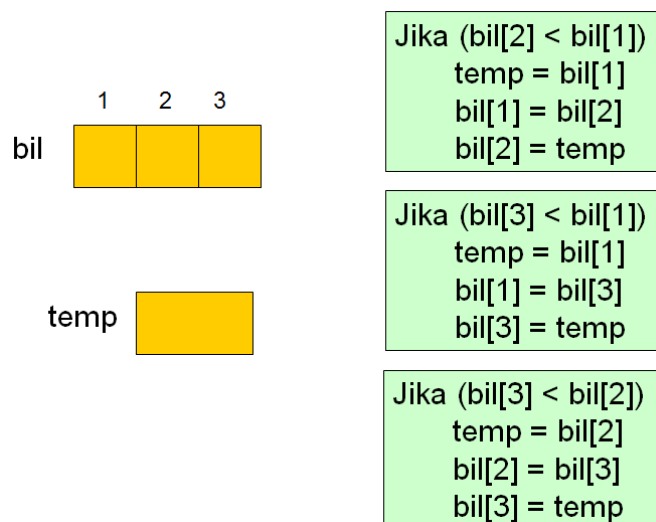 1 2 3
bil
temp
Jika (bil[2] < bil[1])
temp = bil[1]
bil[1] = bil[2]
bil[2] = temp
Jika (bil[3] < bil[1])
temp = bil[1]
bil[1] = bil[3]
bil[3] = temp
Jika (bil[3] < bil[2])
temp = bil[2]
bil[2] = bil[3]
bil[3] = temp